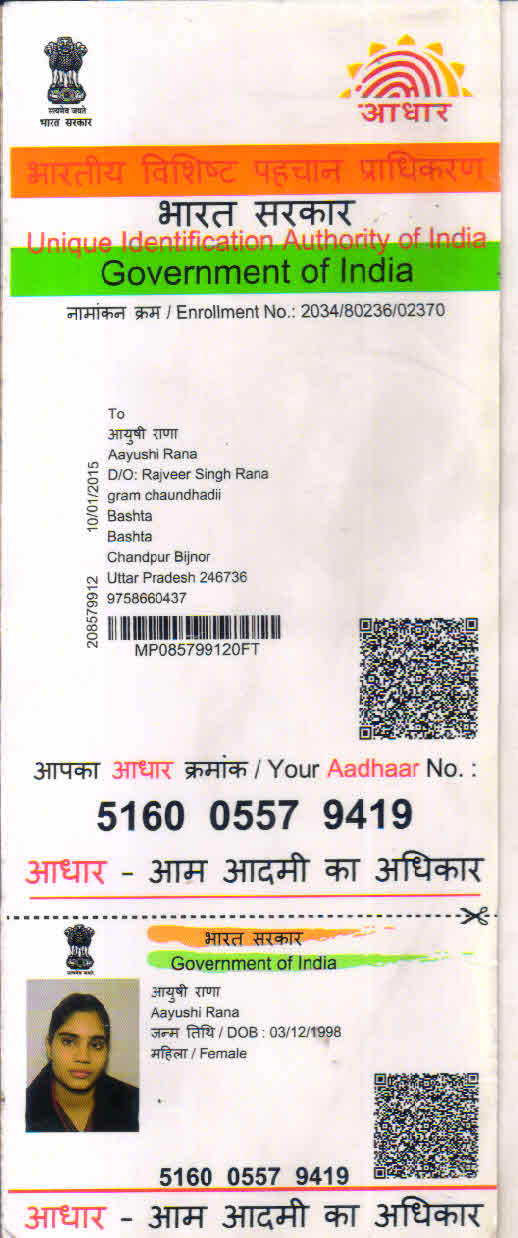 सत्यमेव जयते
भारत सरकार
आधार
भारतीय विशिष्ट पहचान प्राधिकरण
भारत सरकार
Unique Identification Authority of India
Government of India
नामांकन क्रम / Enrollment No.: 2034/80236/02370
To
आयुषी राणा
Aayushi Rana
D/O: Rajveer Singh Rana
gram chaundhadii
Bashta
Bashta
Chandpur Bijnor
Uttar Pradesh 246736
9758660437
208579912 10/01/2015
MP085799120FT
आपका आधार क्रमांक / Your Aadhaar No. :
5160 0557 9419
आधार - आम आदमी का अधिकार
सत्यमेव जयते
भारत सरकार
Government of India
आयुषी राणा
Aayushi Rana
जन्म तिथि / DOB : 03/12/1998
महिला / Female
5160 0557 9419
आधार - आम आदमी का अधिकार